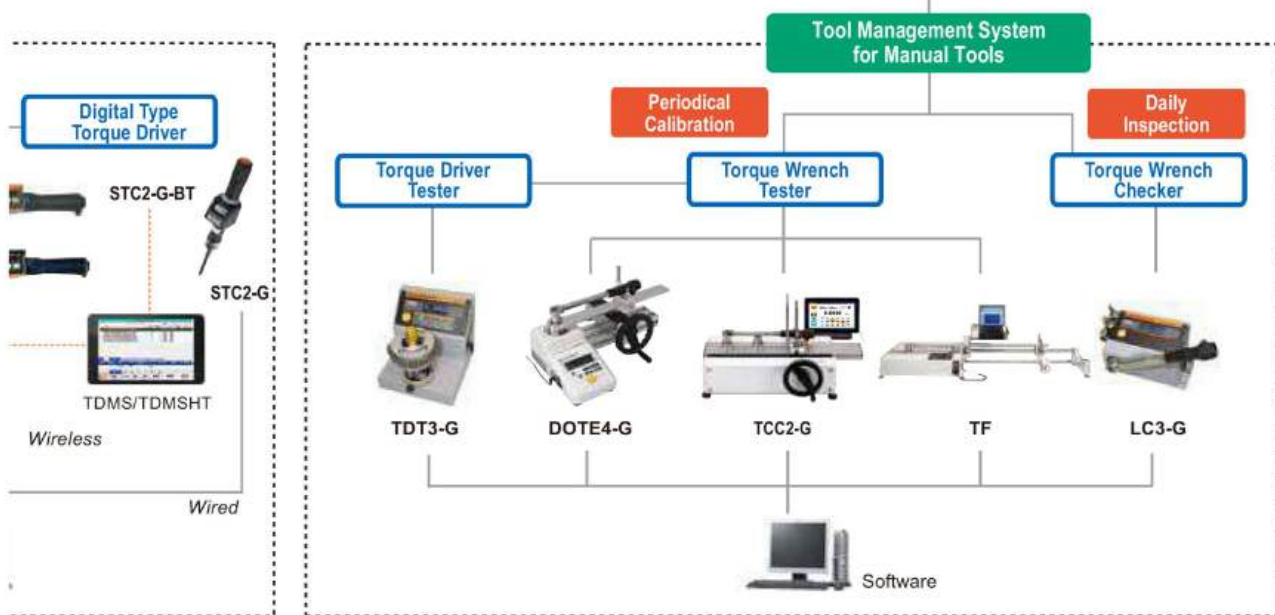 Tool Management System
for Manual Tools
Periodical
Calibration
Daily
Inspection
Digital Type
Torque Driver
Torque Driver
Tester
Torque Wrench
Tester
Torque Wrench
Checker
STC2-G-BT
STC2-G
TDMS/TDMSHT
Wireless
Wired
TDT3-G
DOTE4-G
TCC2-G
TF
LC3-G
Software